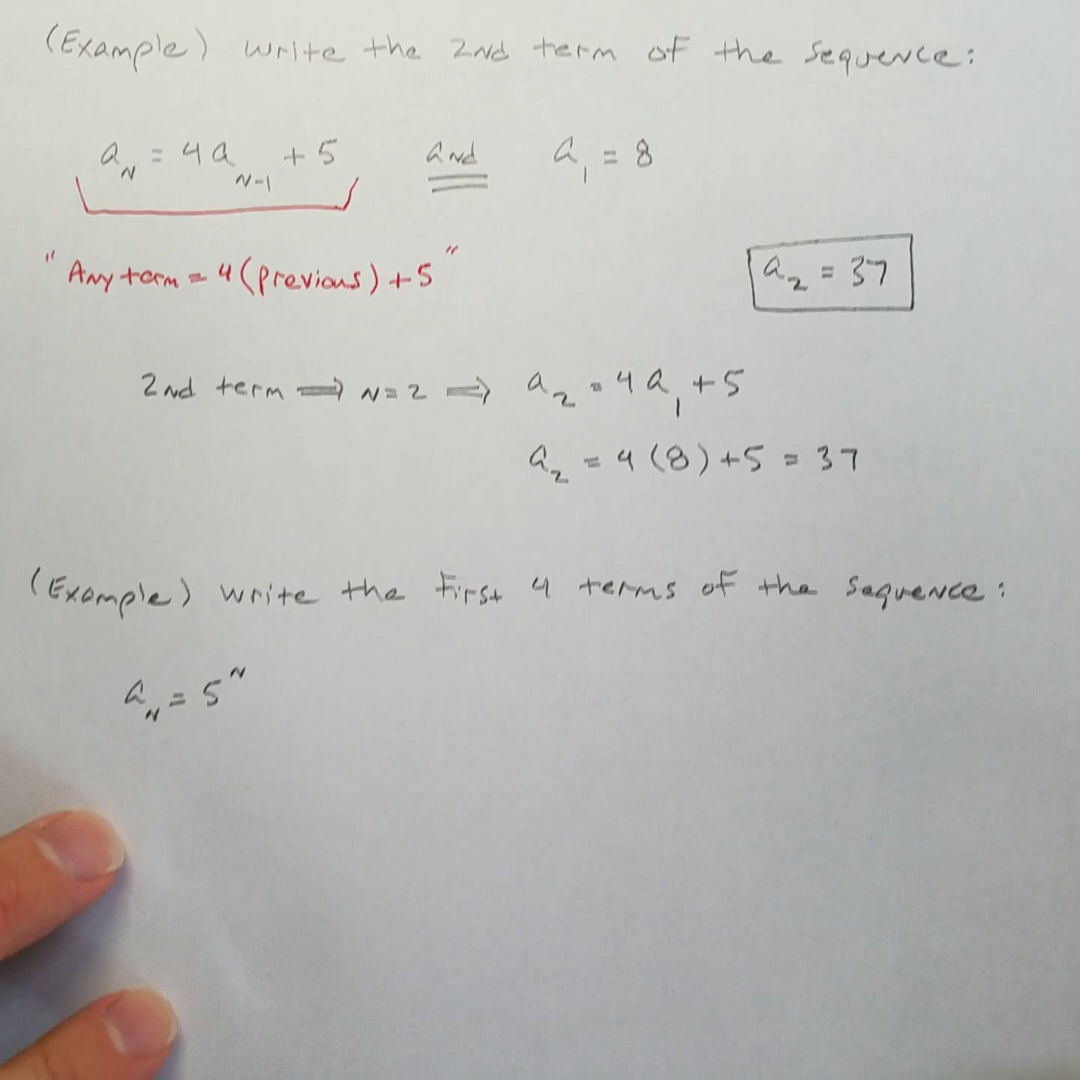 (Example) Write the 2nd term of the sequence:
a_N = 4a_{N-1} + 5 and a_1 = 8
"Any term = 4(previous) + 5"
a_2 = 37
2nd term ⟹ N=2 ⟹ a_2 = 4a_1 + 5
a_2 = 4(8) + 5 = 37
(Example) Write the first 4 terms of the sequence:
a_N = 5^N